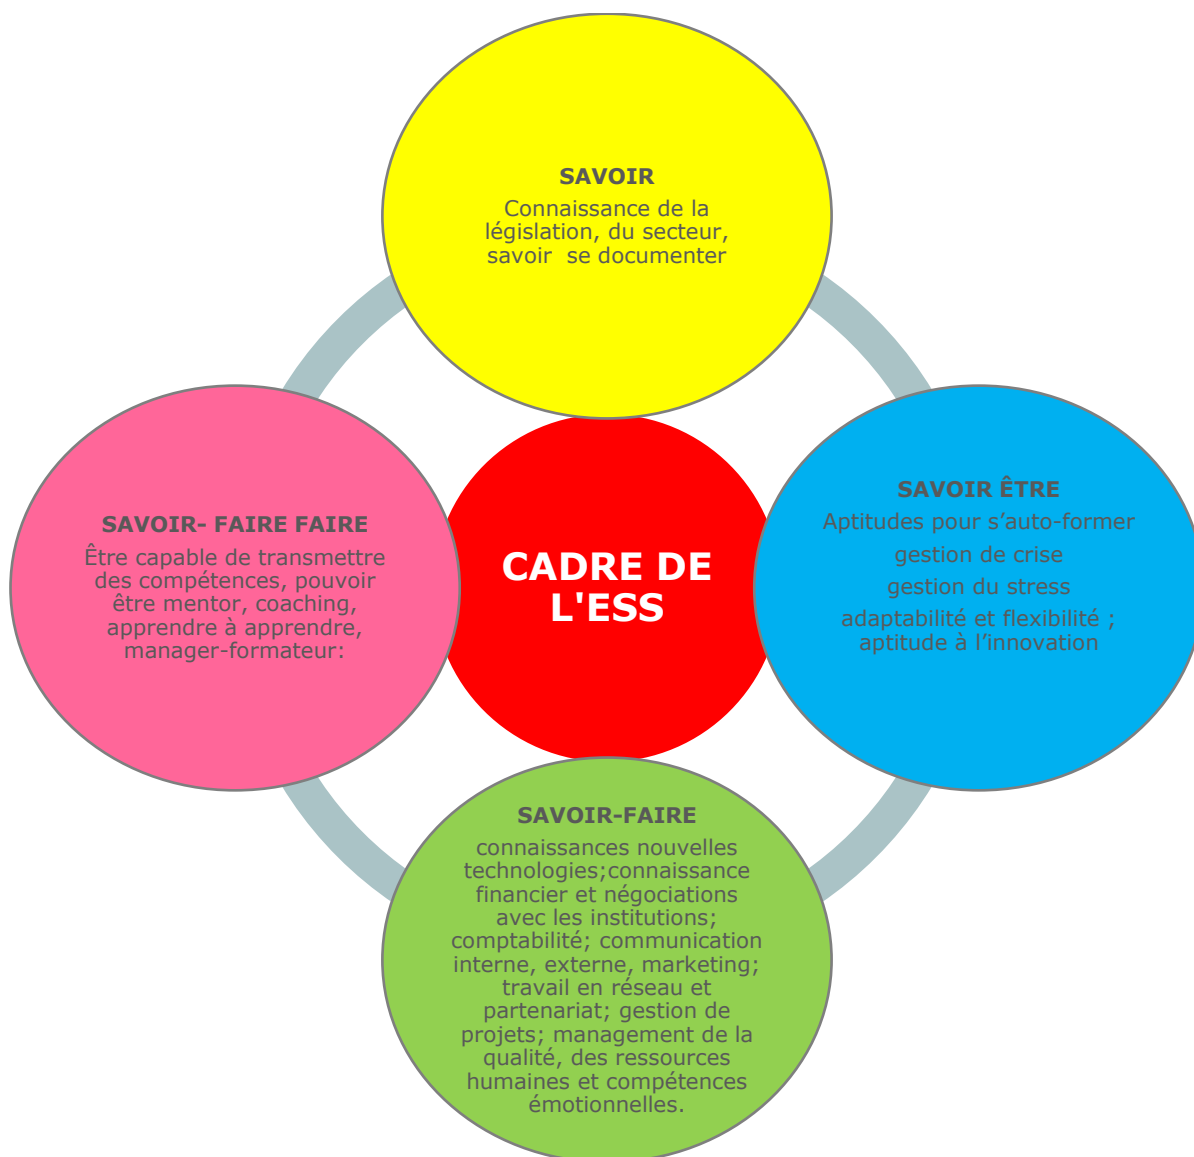 SAVOIR
Connaissance de la
législation, du secteur,
savoir  se documenter
SAVOIR- FAIRE FAIRE
Être capable de transmettre
des compétences, pouvoir
être mentor, coaching,
apprendre à apprendre,
manager-formateur:
CADRE DE
L'ESS
SAVOIR ÊTRE
Aptitudes pour s’auto-former
gestion de crise
gestion du stress
adaptabilité et flexibilité ;
aptitude à l’innovation
SAVOIR-FAIRE
connaissances nouvelles
technologies;connaissance
financier et négociations
avec les institutions;
comptabilité; communication
interne, externe, marketing;
travail en réseau et
partenariat; gestion de
projets; management de la
qualité, des ressources
humaines et compétences
émotionnelles.